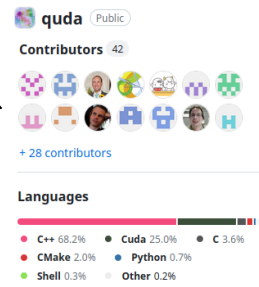 quda Public
Contributors 42
+ 28 contributors
Languages
C++ 68.2% Cuda 25.0% C 3.6%
CMake 2.0% Python 0.7%
Shell 0.3% Other 0.2%